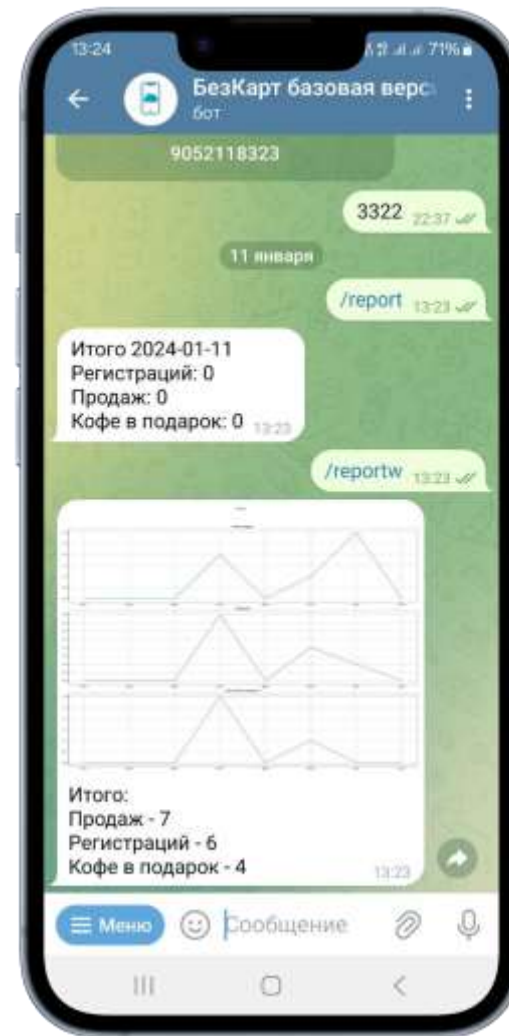 13:24
71%
БезКарт базовая верс
бот
9052118323
3322 22:37
11 января
/report 13:23
Итого 2024-01-11
Регистраций: 0
Продаж: 0
Кофе в подарок: 0 13:23
/reportw 13:23
Итого:
Продаж - 7
Регистраций - 6
Кофе в подарок - 4 13:23
Меню
Сообщение